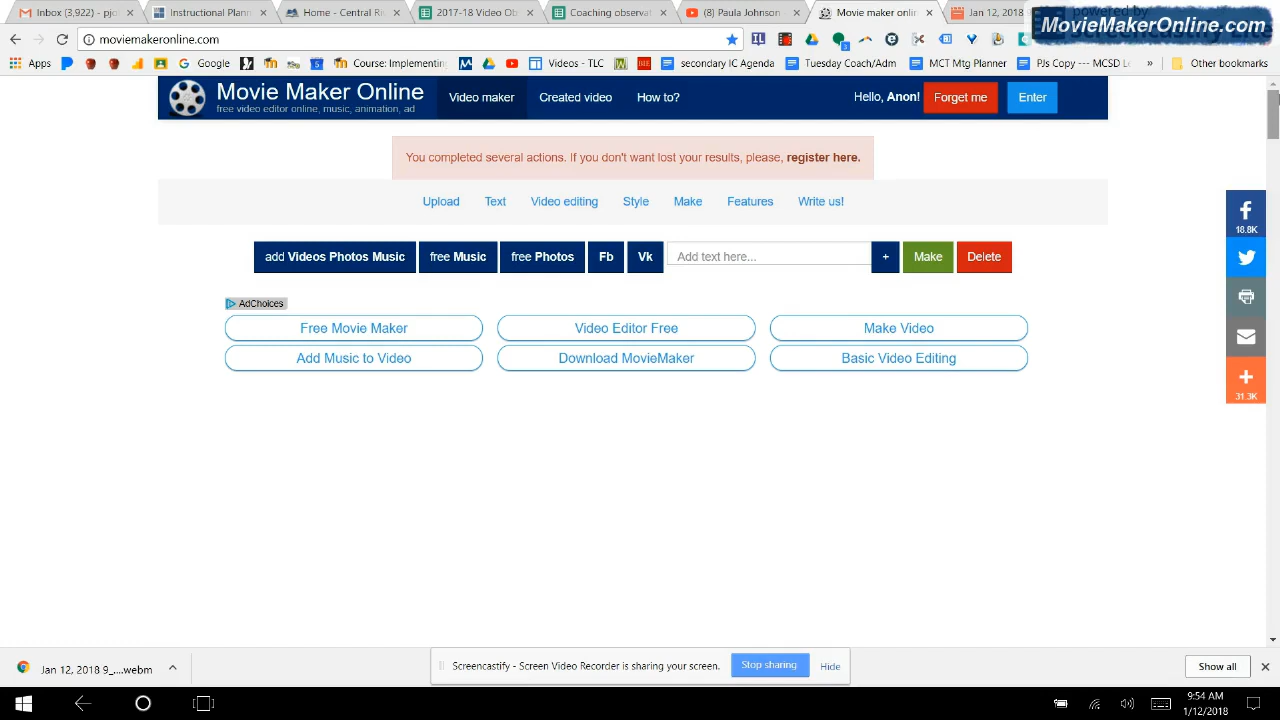 Inbox (3,922) - pjo
Instructional Plann
Home - Central Ri
2017-18 Video Ob
Coaching observat
(8) Paula Johnson
Movie maker onlin
Jan 12, 2018 9
powered by
MovieMakerOnline.com
moviemakeronline.com
Apps
Google
Course: Implementin
Videos - TLC
secondary IC Agenda
Tuesday Conh/Adm
MCT Mtg Planner
PJs Copy --- MCSD L
»
Other bookmarks
Movie Maker Online
free video editor online, music, animation, ad
Video maker
Created video
How to?
Hello, Anon!
Forget me
Enter
You completed several actions. If you don't want lost your results, please, register here.
Upload
Text
Video editing
Style
Make
Features
Write us!
add Videos Photos Music
free Music
free Photos
Fb
Vk
Add text here...
+
Make
Delete
18.8K
AdChoices
Free Movie Maker
Video Editor Free
Make Video
Add Music to Video
Download MovieMaker
Basic Video Editing
31.3K
Jan 12, 2018 9_....webm
Screencastify - Screen Video Recorder is sharing your screen.
Stop sharing
Hide
Show all
9:54 AM
1/12/2018